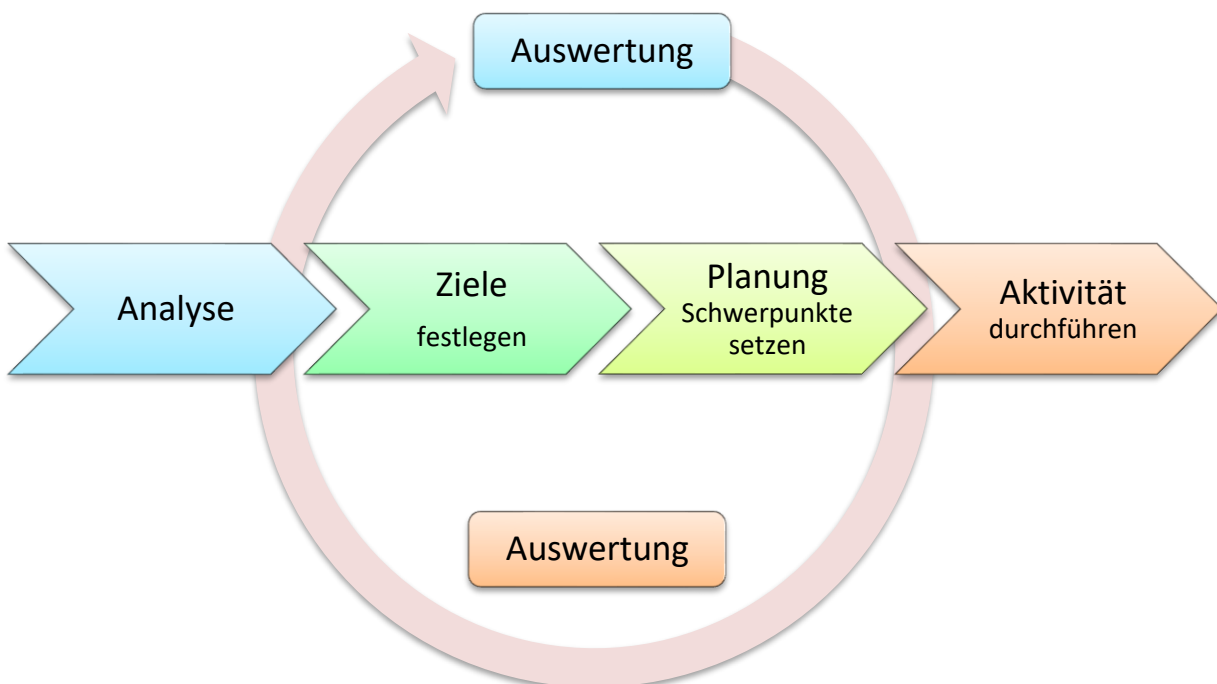 Auswertung
Analyse
Ziele
festlegen
Planung
Schwerpunkte
setzen
Aktivität
durchführen
Auswertung